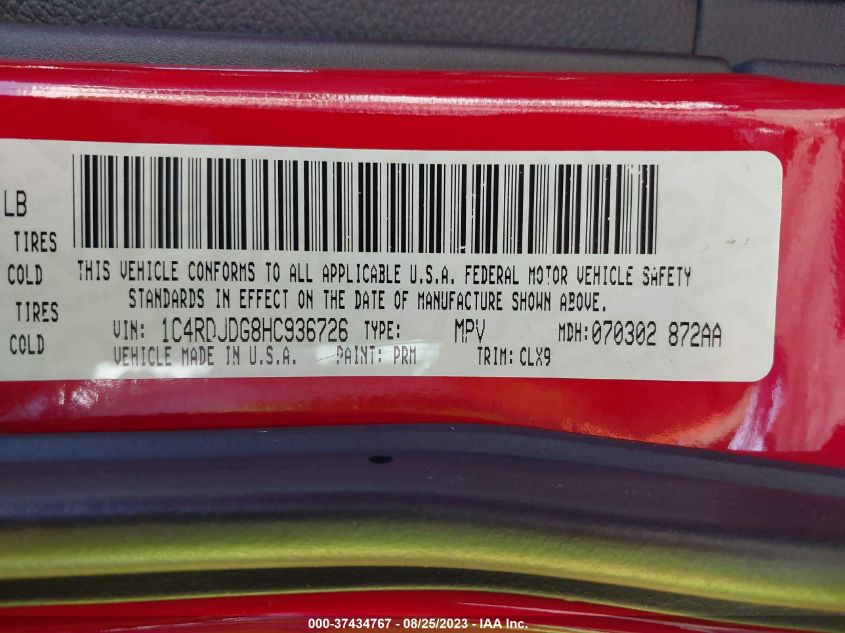 LB
TIRES
COLD
TIRES
COLD
THIS VEHICLE CONFORMS TO ALL APPLICABLE U.S.A. FEDERAL MOTOR VEHICLE SAFETY
STANDARDS IN EFFECT ON THE DATE OF MANUFACTURE SHOWN ABOVE.
VIN: 1C4RDJDG8HC936726 TYPE: MPV MDH:070302 872AA
VEHICLE MADE IN U.S.A. PAINT: PRM TRIM: CLX9
000-37434767 - 08/25/2023 - IAA Inc.